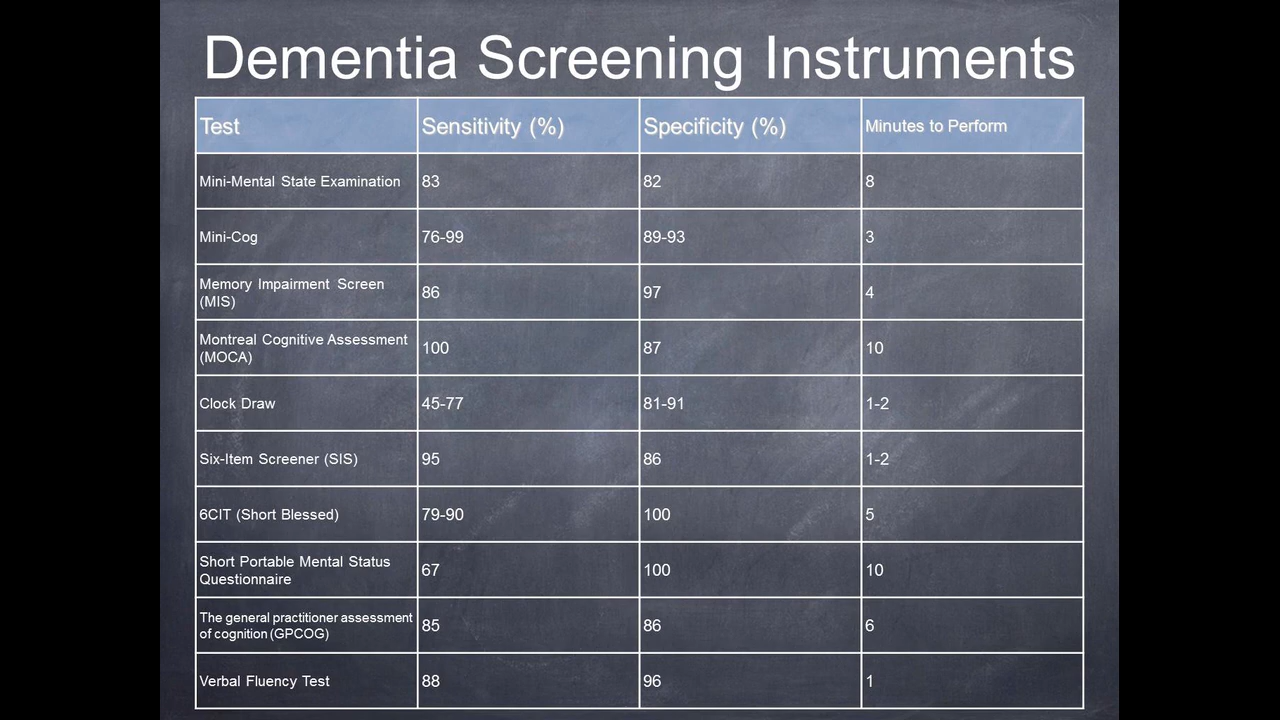 Dementia Screening Instruments
Test Sensitivity (%) Specificity (%) Minutes to Perform
Mini-Mental State Examination 83 82 8
Mini-Cog 76-99 89-93 3
Memory Impairment Screen
(MIS) 86 97 4
Montreal Cognitive Assessment
(MOCA) 100 87 10
Clock Draw 45-77 81-91 1-2
Six-Item Screener (SIS) 95 86 1-2
6CIT (Short Blessed) 79-90 100 5
Short Portable Mental Status
Questionnaire 67 100 10
The general practitioner assessment
of cognition (GPCOG) 85 86 6
Verbal Fluency Test 88 96 1